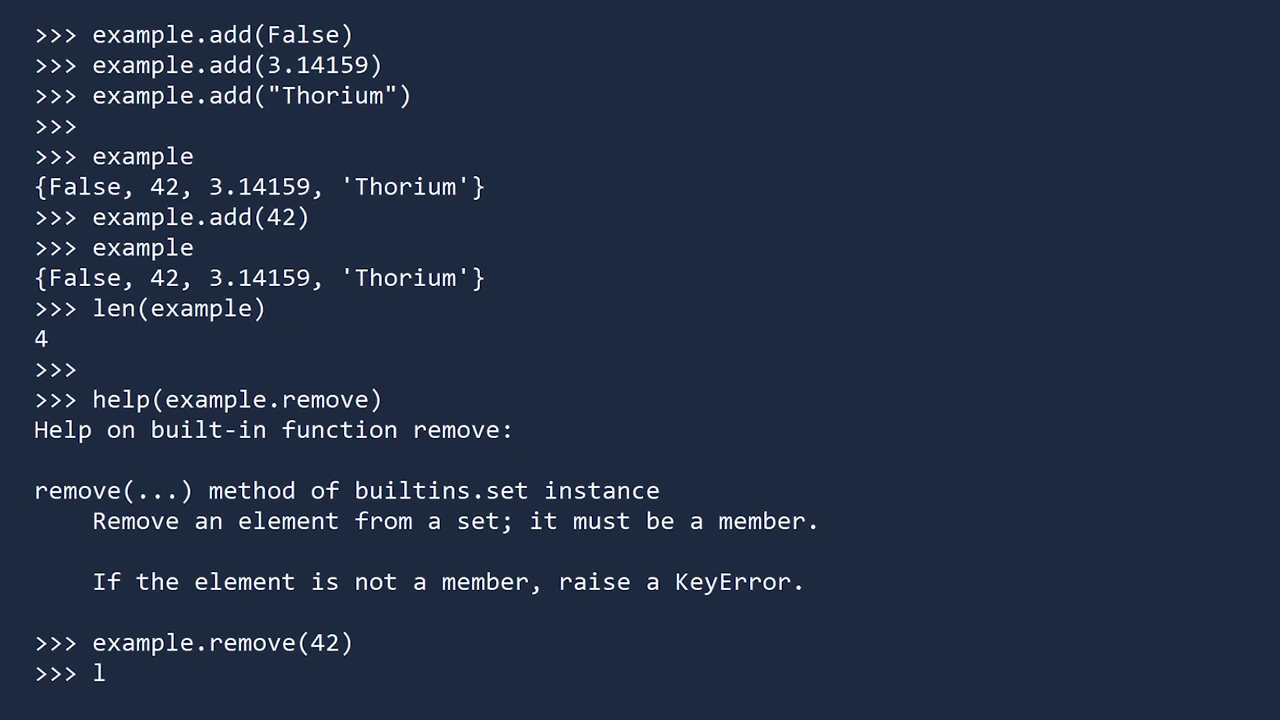 >>> example.add(False)
>>> example.add(3.14159)
>>> example.add("Thorium")
>>>
>>> example
{False, 42, 3.14159, 'Thorium'}
>>> example.add(42)
>>> example
{False, 42, 3.14159, 'Thorium'}
>>> len(example)
4
>>>
>>> help(example.remove)
Help on built-in function remove:
remove(...) method of builtins.set instance
Remove an element from a set; it must be a member.
If the element is not a member, raise a KeyError.
>>> example.remove(42)
>>> l